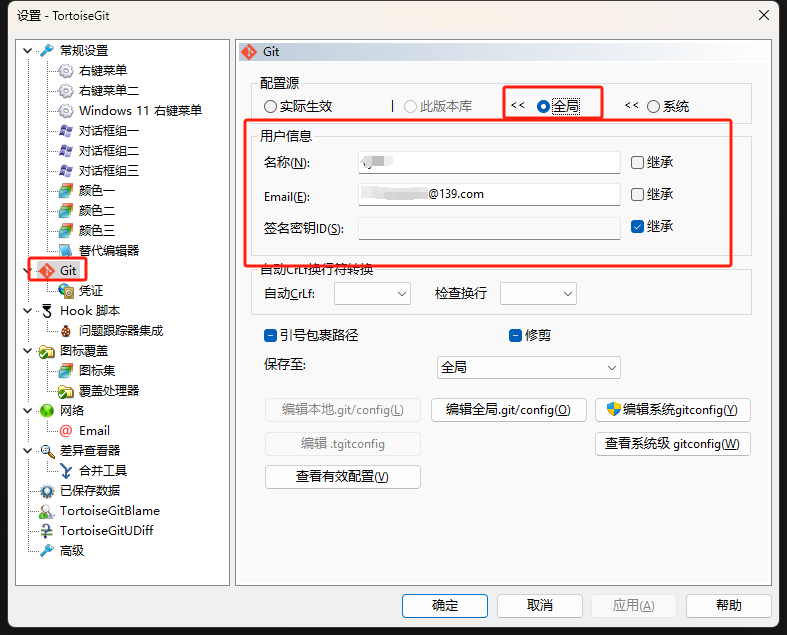 设置 - TortoiseGit
常规设置
右键菜单
右键菜单二
Windows 11 右键菜单
对话框组一
对话框组二
对话框组三
颜色一
颜色二
颜色三
替代编辑器
Git
凭证
Hook 脚本
问题跟踪器集成
图标覆盖
图标集
覆盖处理器
网络
Email
差异查看器
合并工具
已保存数据
TortoiseGitBlame
TortoiseGitUDiff
高级
Git
配置源
实际生效 | 此版本库 << 全局 << 系统
用户信息
名称(N): 继承
Email(E): @139.com 继承
签名密钥ID(S): 继承
自动CrLf换行符转换
自动CrLf: 检查换行
引号包裹路径 修剪
保存至: 全局
编辑本地.git/config(L) 编辑全局.git/config(O) 编辑系统gitconfig(Y)
编辑 .tgitconfig 查看系统级 gitconfig(W)
查看有效配置(V)
确定 取消 应用(A) 帮助